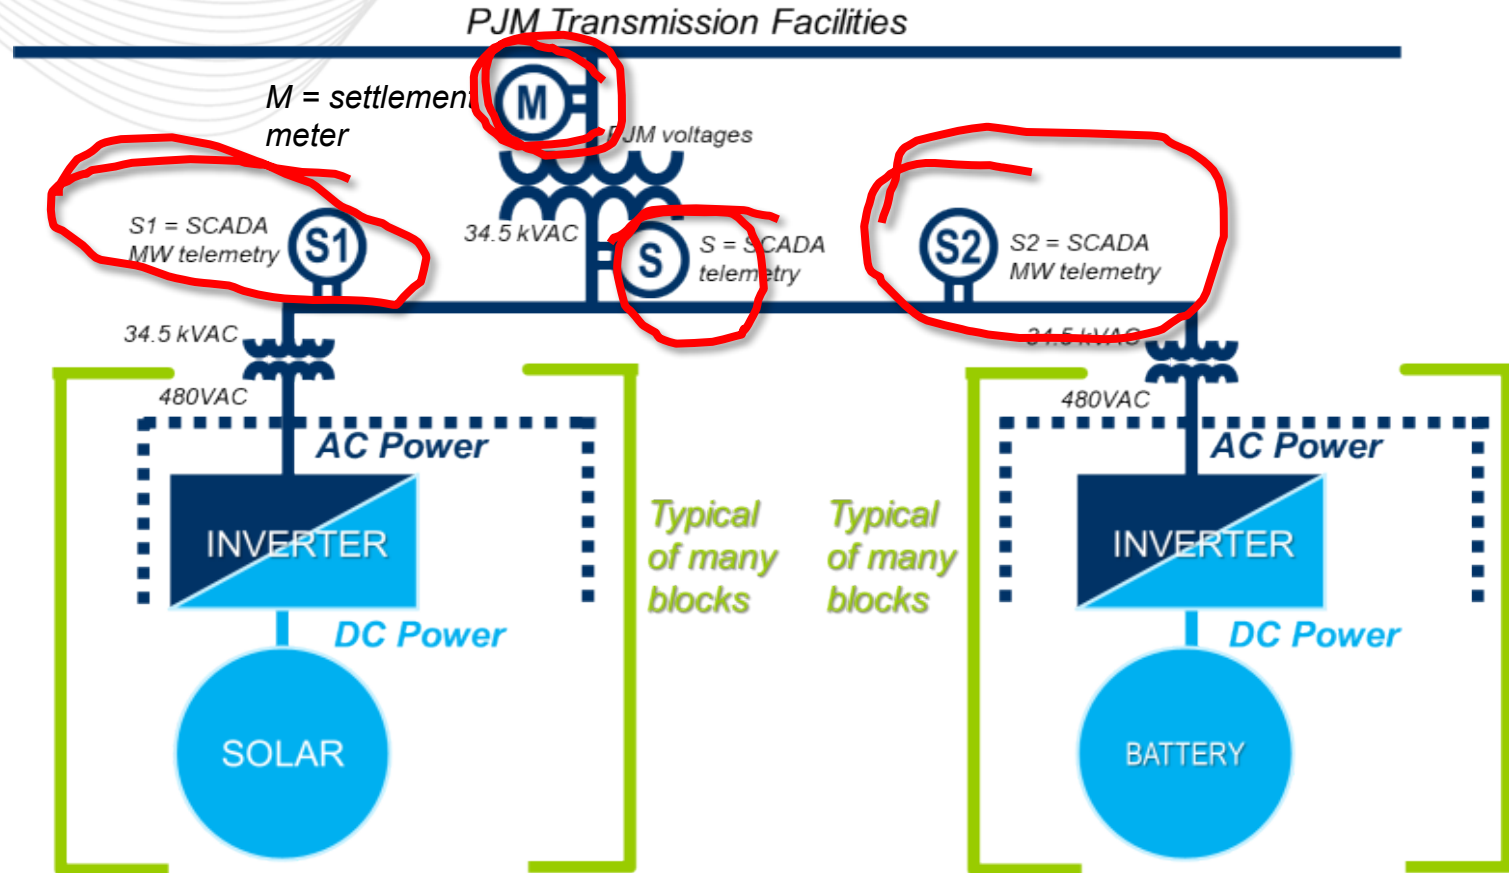 PJM Transmission Facilities
M = settlement
meter
M
PJM voltages
S1 = SCADA
MW telemetry
S1
34.5 kVAC
S
S = SCADA
telemetry
S2
S2 = SCADA
MW telemetry
34.5 kVAC
34.5 kVAC
480VAC
480VAC
AC Power
AC Power
INVERTER
INVERTER
Typical
of many
blocks
Typical
of many
blocks
DC Power
DC Power
SOLAR
BATTERY